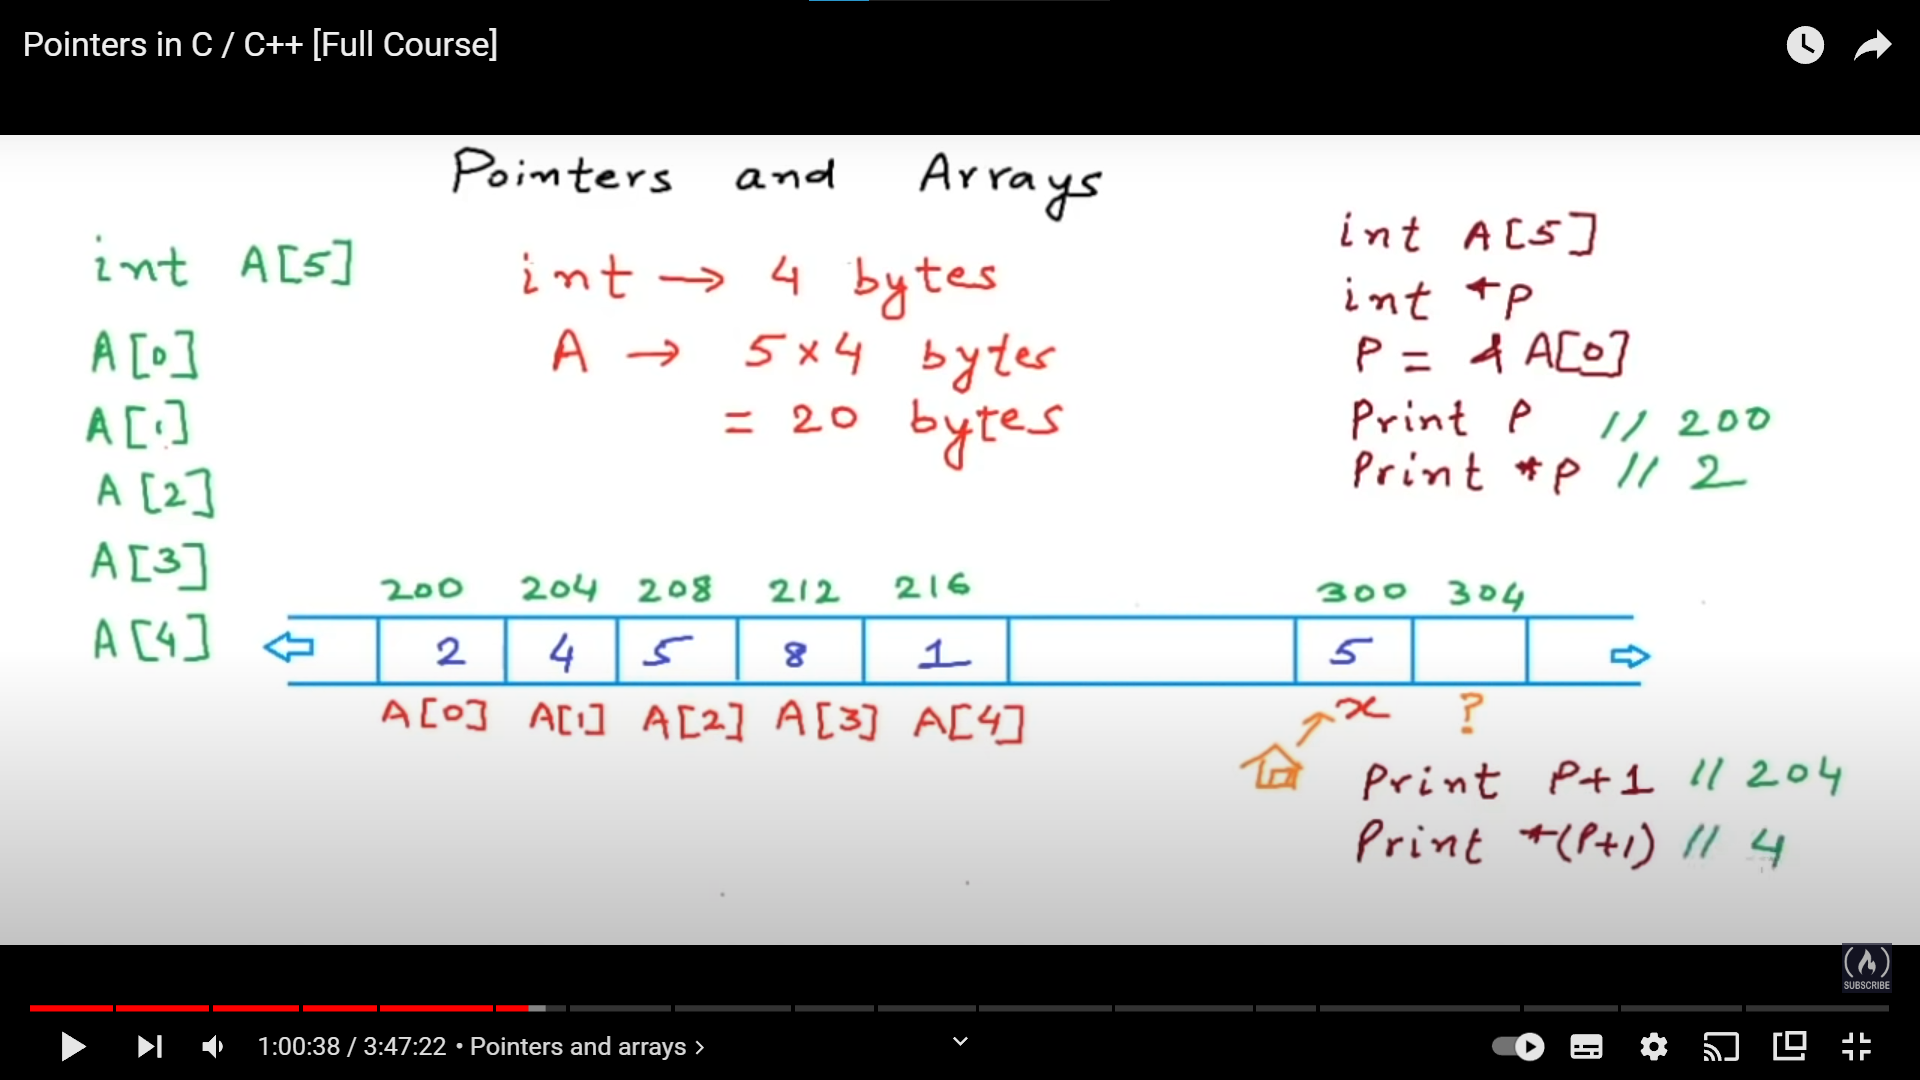 Pointers in C / C++ [Full Course]
Pointers and Arrays
int A[5]
A[0]
A[1]
A[2]
A[3]
A[4]
int → 4 bytes
A → 5 × 4 bytes
= 20 bytes
int A[5]
int *p
P = &A[0]
Print P // 200
Print *p // 2
200 204 208 212 216 300 304
2 4 5 8 1 5
A[0] A[1] A[2] A[3] A[4] x ?
Print P+1 // 204
Print *(P+1) // 4
SUBSCRIBE
1:00:38 / 3:47:22 • Pointers and arrays >